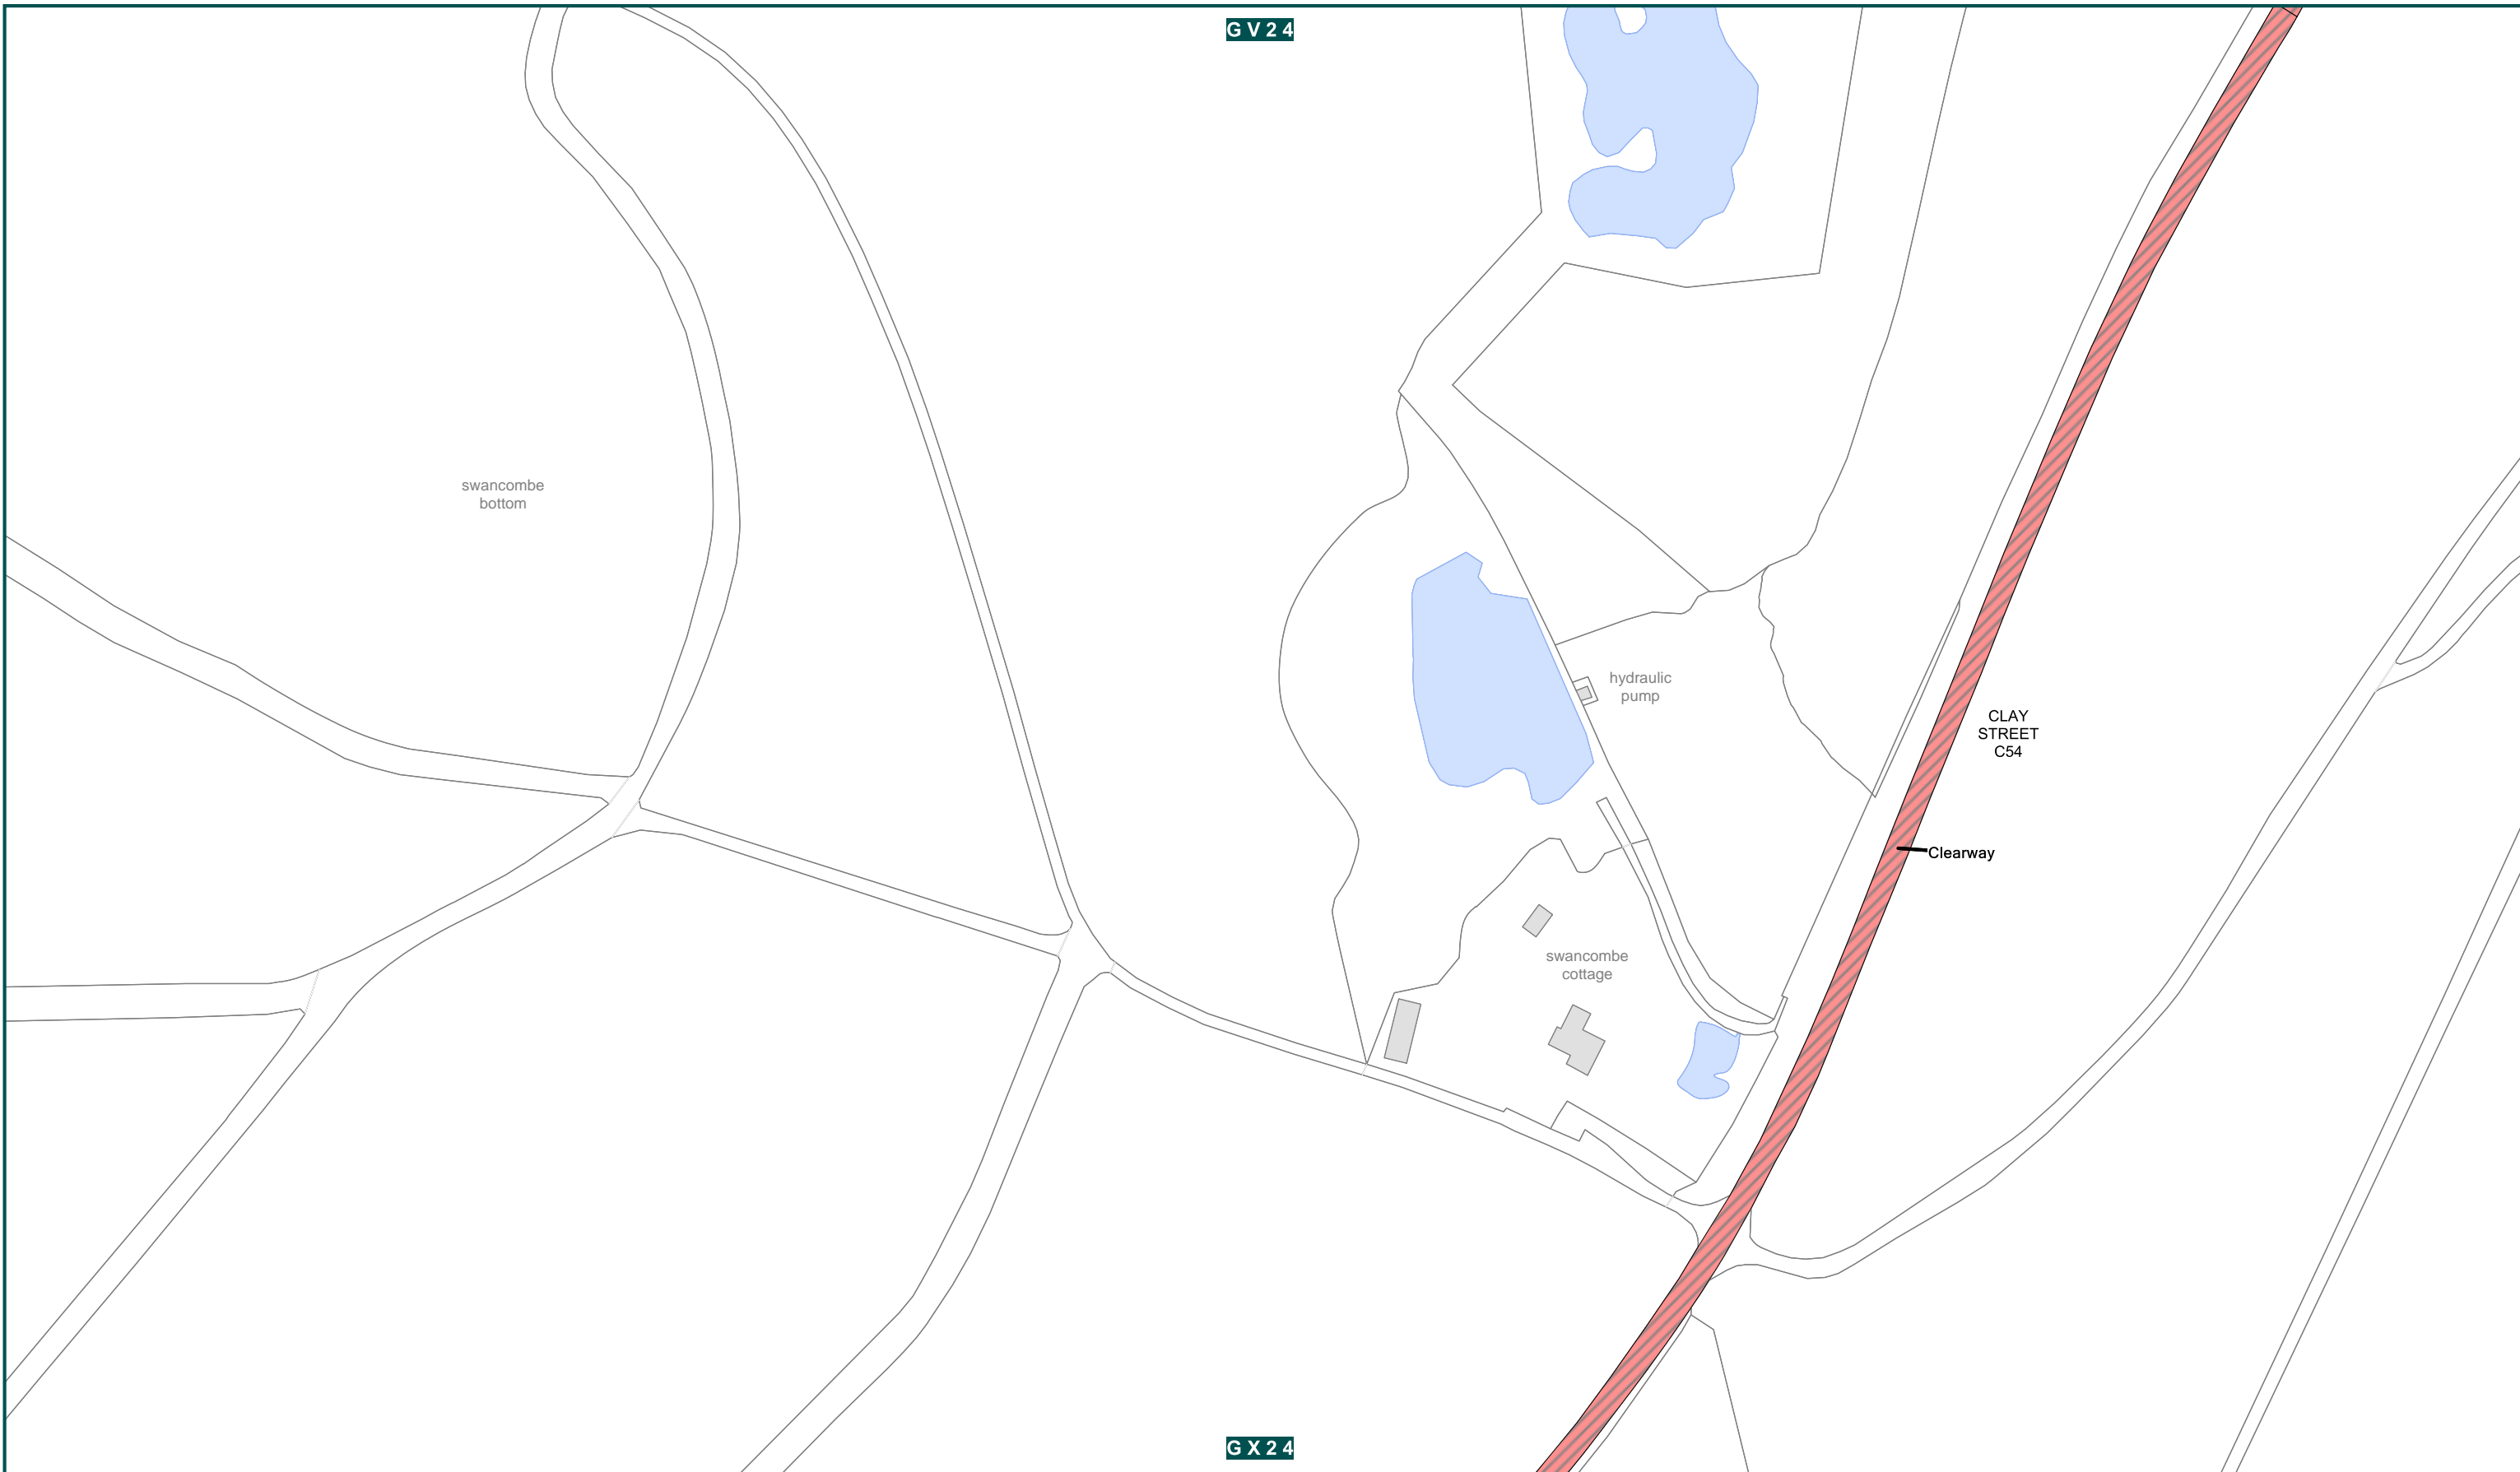 G V 2 4
swancombe
bottom
hydraulic
pump
CLAY
STREET
C54
Clearway
swancombe
cottage
G X 2 4